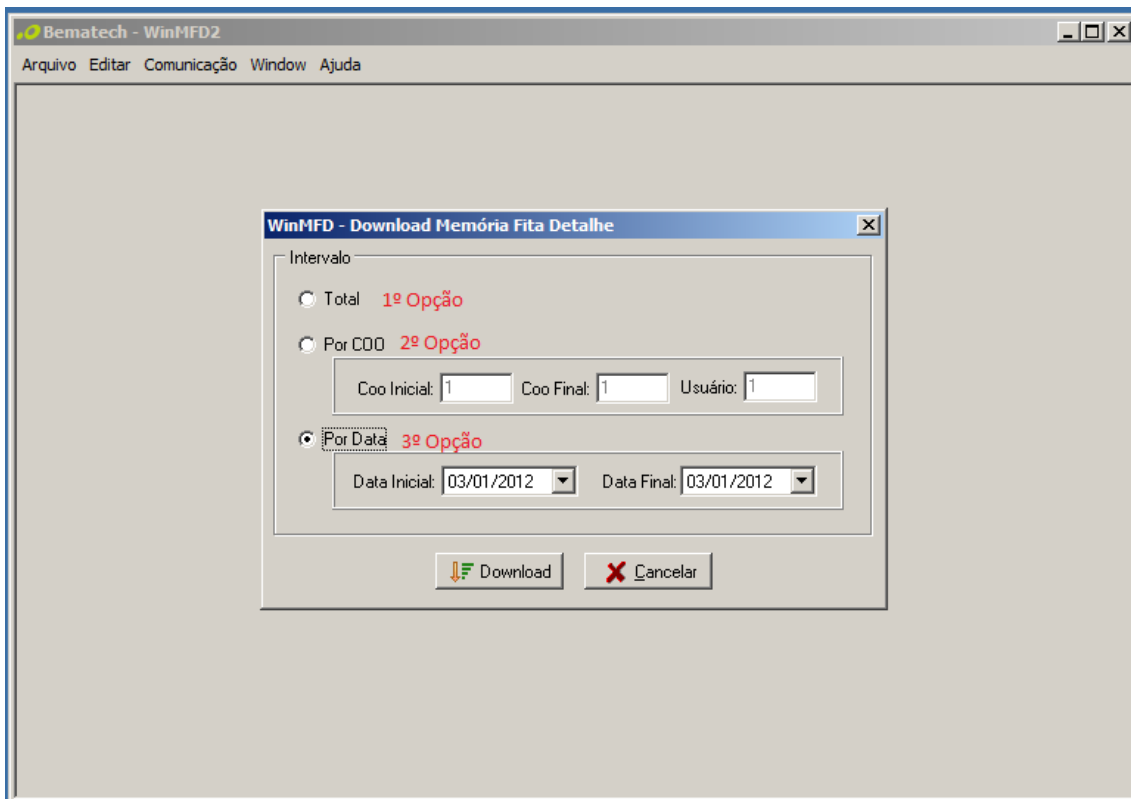 Bematech - WinMFD2
Arquivo Editar Comunicação Window Ajuda
WinMFD - Download Memória Fita Detalhe
Intervalo
Total 1º Opção
Por COO 2º Opção
Coo Inicial: 1 Coo Final: 1 Usuário: 1
Por Data 3º Opção
Data Inicial: 03/01/2012 Data Final: 03/01/2012
Download Cancelar